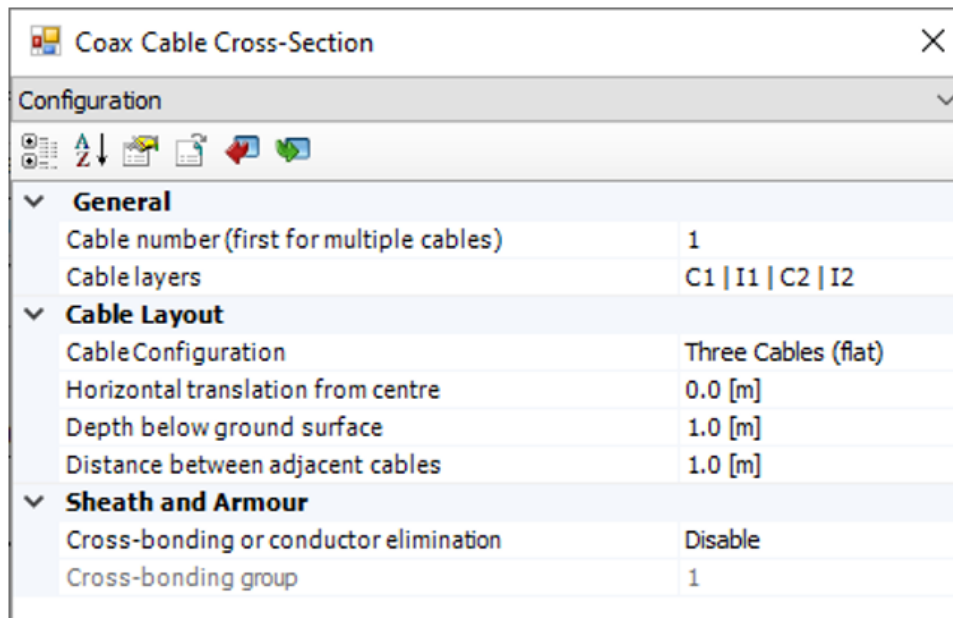 Coax Cable Cross-Section
Configuration
General
Cable number (first for multiple cables) 1
Cable layers C1 | I1 | C2 | I2
Cable Layout
Cable Configuration Three Cables (flat)
Horizontal translation from centre 0.0 [m]
Depth below ground surface 1.0 [m]
Distance between adjacent cables 1.0 [m]
Sheath and Armour
Cross-bonding or conductor elimination Disable
Cross-bonding group 1